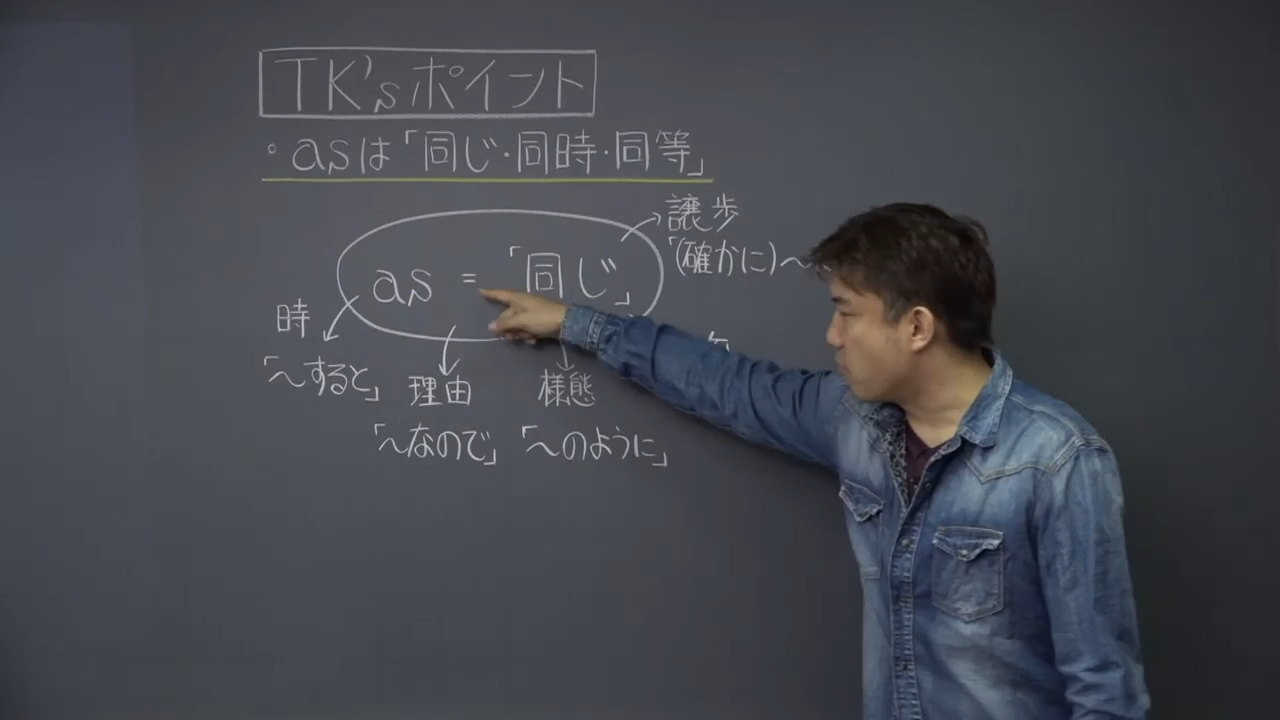 TK'sポイント
・asは「同じ・同時・同等」
譲歩
「(確かに)〜
as =「同じ」
時
「〜すると」
理由
様態
「〜なので」
「〜のように」